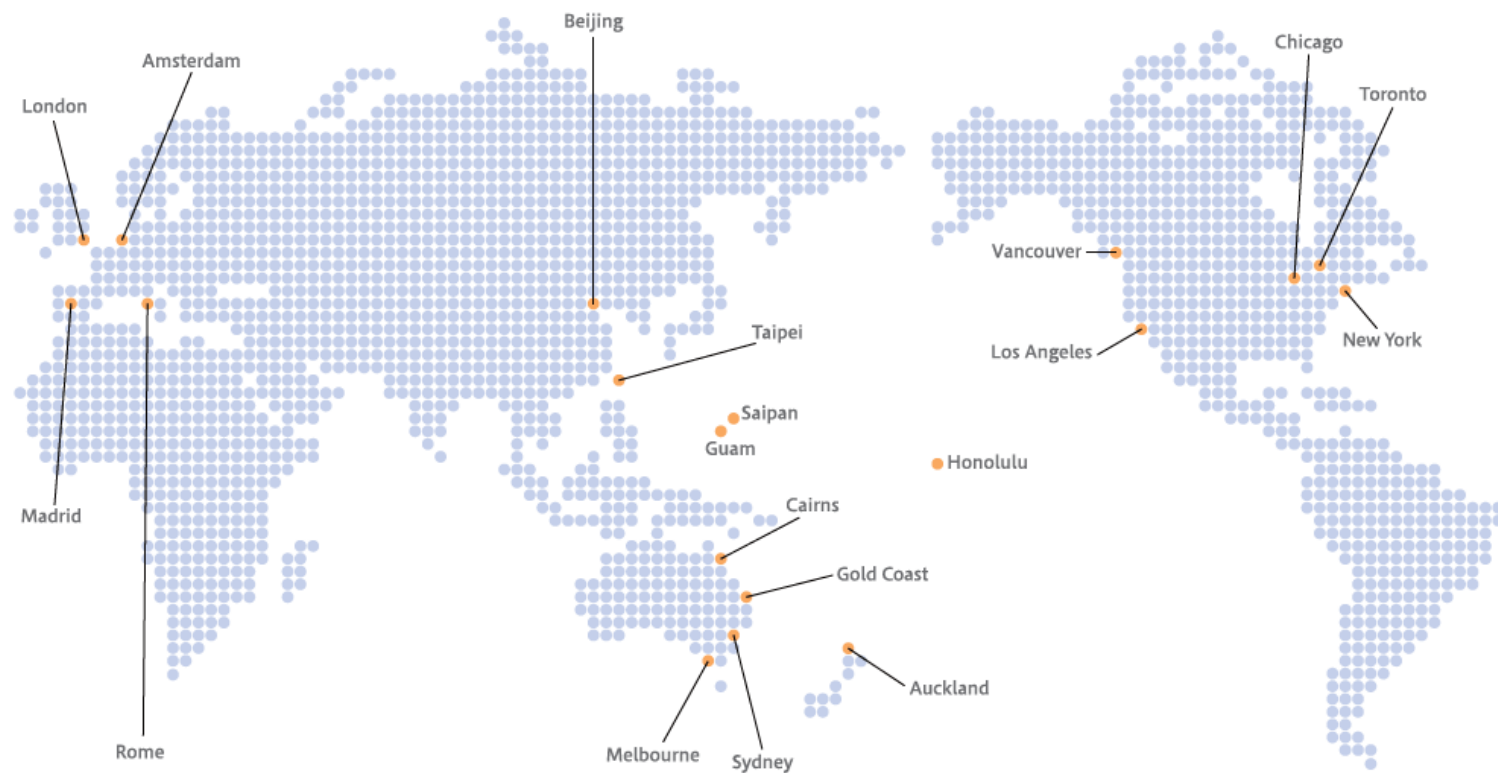 Beijing
Chicago
Amsterdam
Toronto
London
Vancouver
Taipei
New York
Los Angeles
Saipan
Guam
Honolulu
Cairns
Madrid
Gold Coast
Auckland
Rome
Melbourne
Sydney